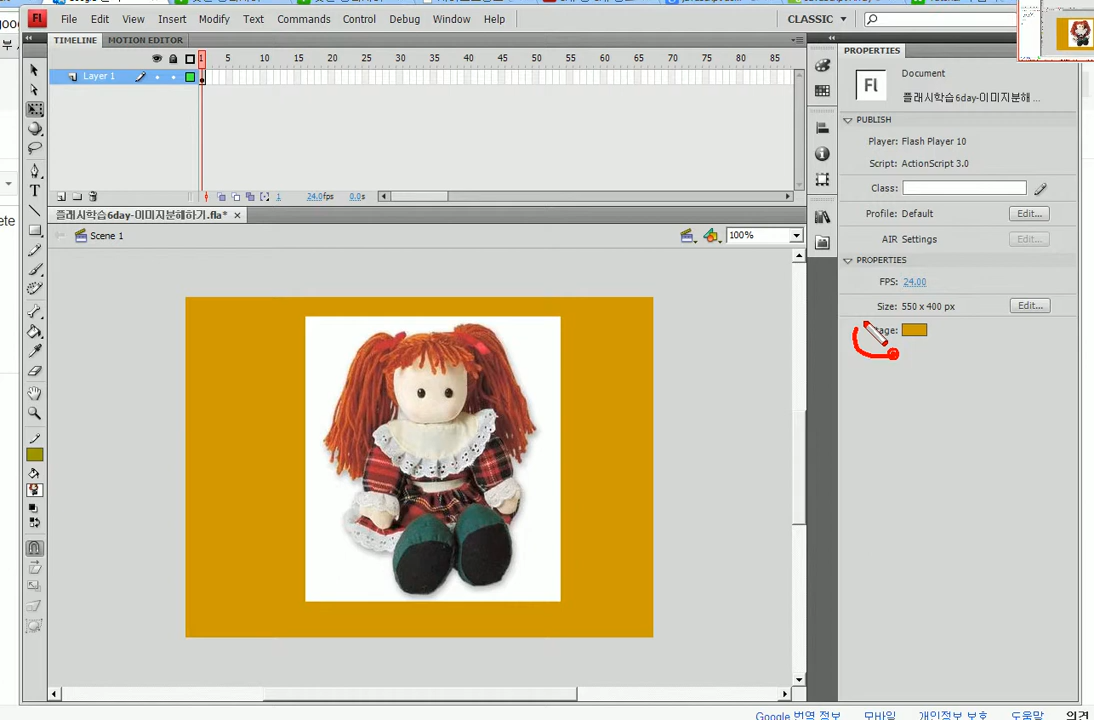 Fl File Edit View Insert Modify Text Commands Control Debug Window Help CLASSIC
TIMELINE MOTION EDITOR
1 5 10 15 20 25 30 35 40 45 50 55 60 65 70 75 80 85
Layer 1
1 24.0fps 0.0s
플래시학습6day-이미지분해하기.fla*
Scene 1
100%
PROPERTIES
Fl
Document
플래시학습6day-이미지분해 ...
PUBLISH
Player: Flash Player 10
Script: ActionScript 3.0
Class:
Profile: Default Edit...
AIR Settings Edit...
PROPERTIES
FPS: 24.00
Size: 550 x 400 px Edit...
tage:
T
Google 번역 정보 모바일 개인정보 보호 도움말 의견